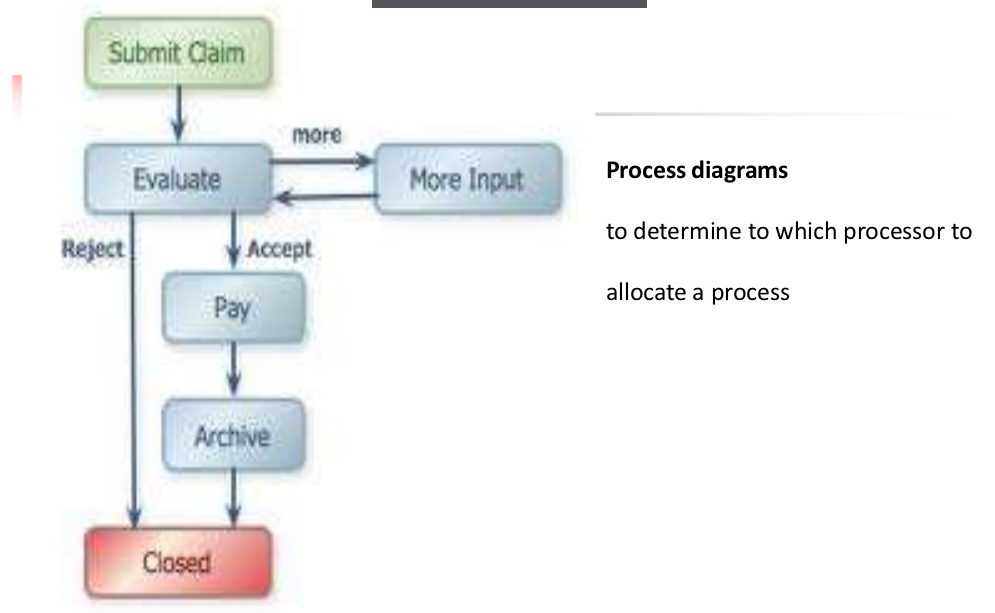 Submit Claim
more
Evaluate
More Input
Reject
Accept
Pay
Archive
Closed
Process diagrams
to determine to which processor to
allocate a process